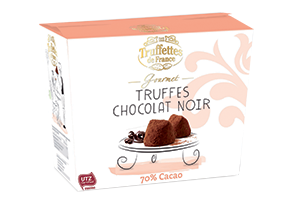 Truffettes
de France
Gourmet
TRUFFES
CHOCOLAT NOIR
70% Cacao
UTZ